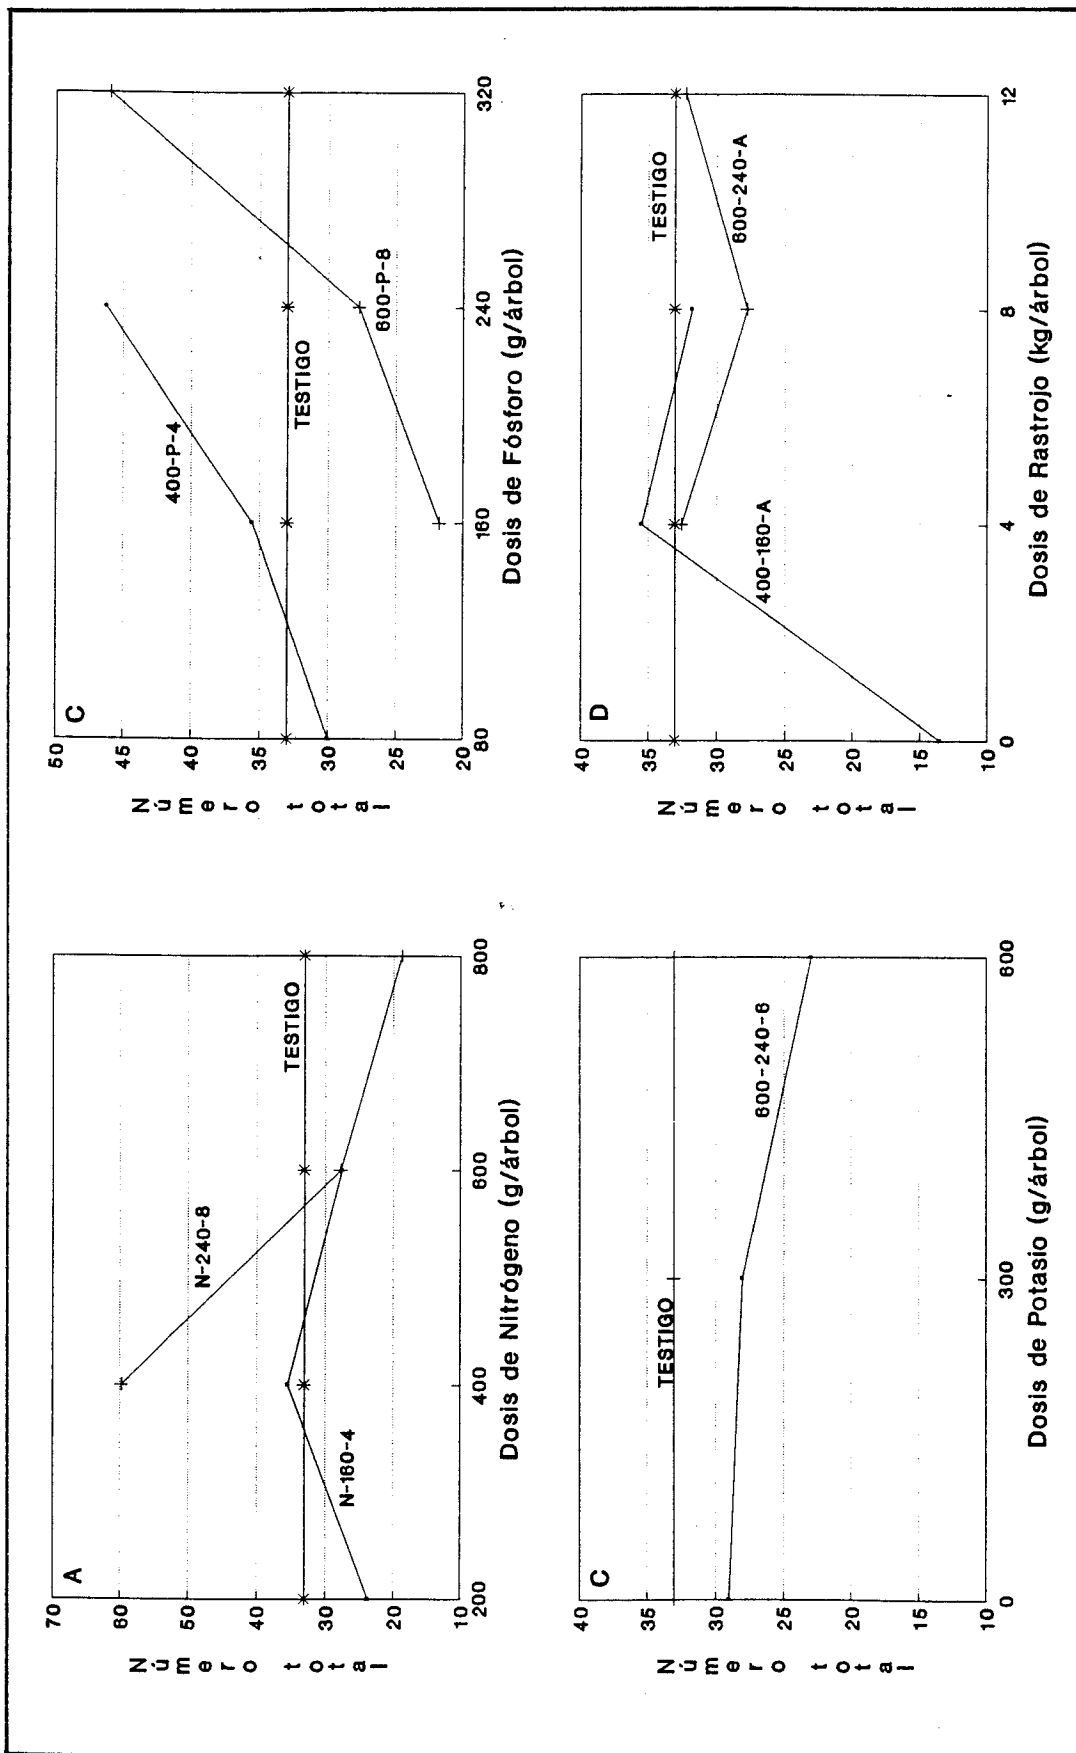 A
Número total
70
60
50
40
30
20
10
200
400
600
800
N-240-8
TESTIGO
N-160-4
Dosis de Nitrógeno (g/árbol)
C
Número total
50
45
40
35
30
25
20
80
160
240
320
400-P-4
TESTIGO
600-P-8
Dosis de Fósforo (g/árbol)
C
Número total
40
35
30
25
20
15
10
0
300
600
TESTIGO
600-240-6
Dosis de Potasio (g/árbol)
D
Número total
40
35
30
25
20
15
10
0
4
8
12
TESTIGO
400-160-A
600-240-A
Dosis de Rastrojo (kg/árbol)